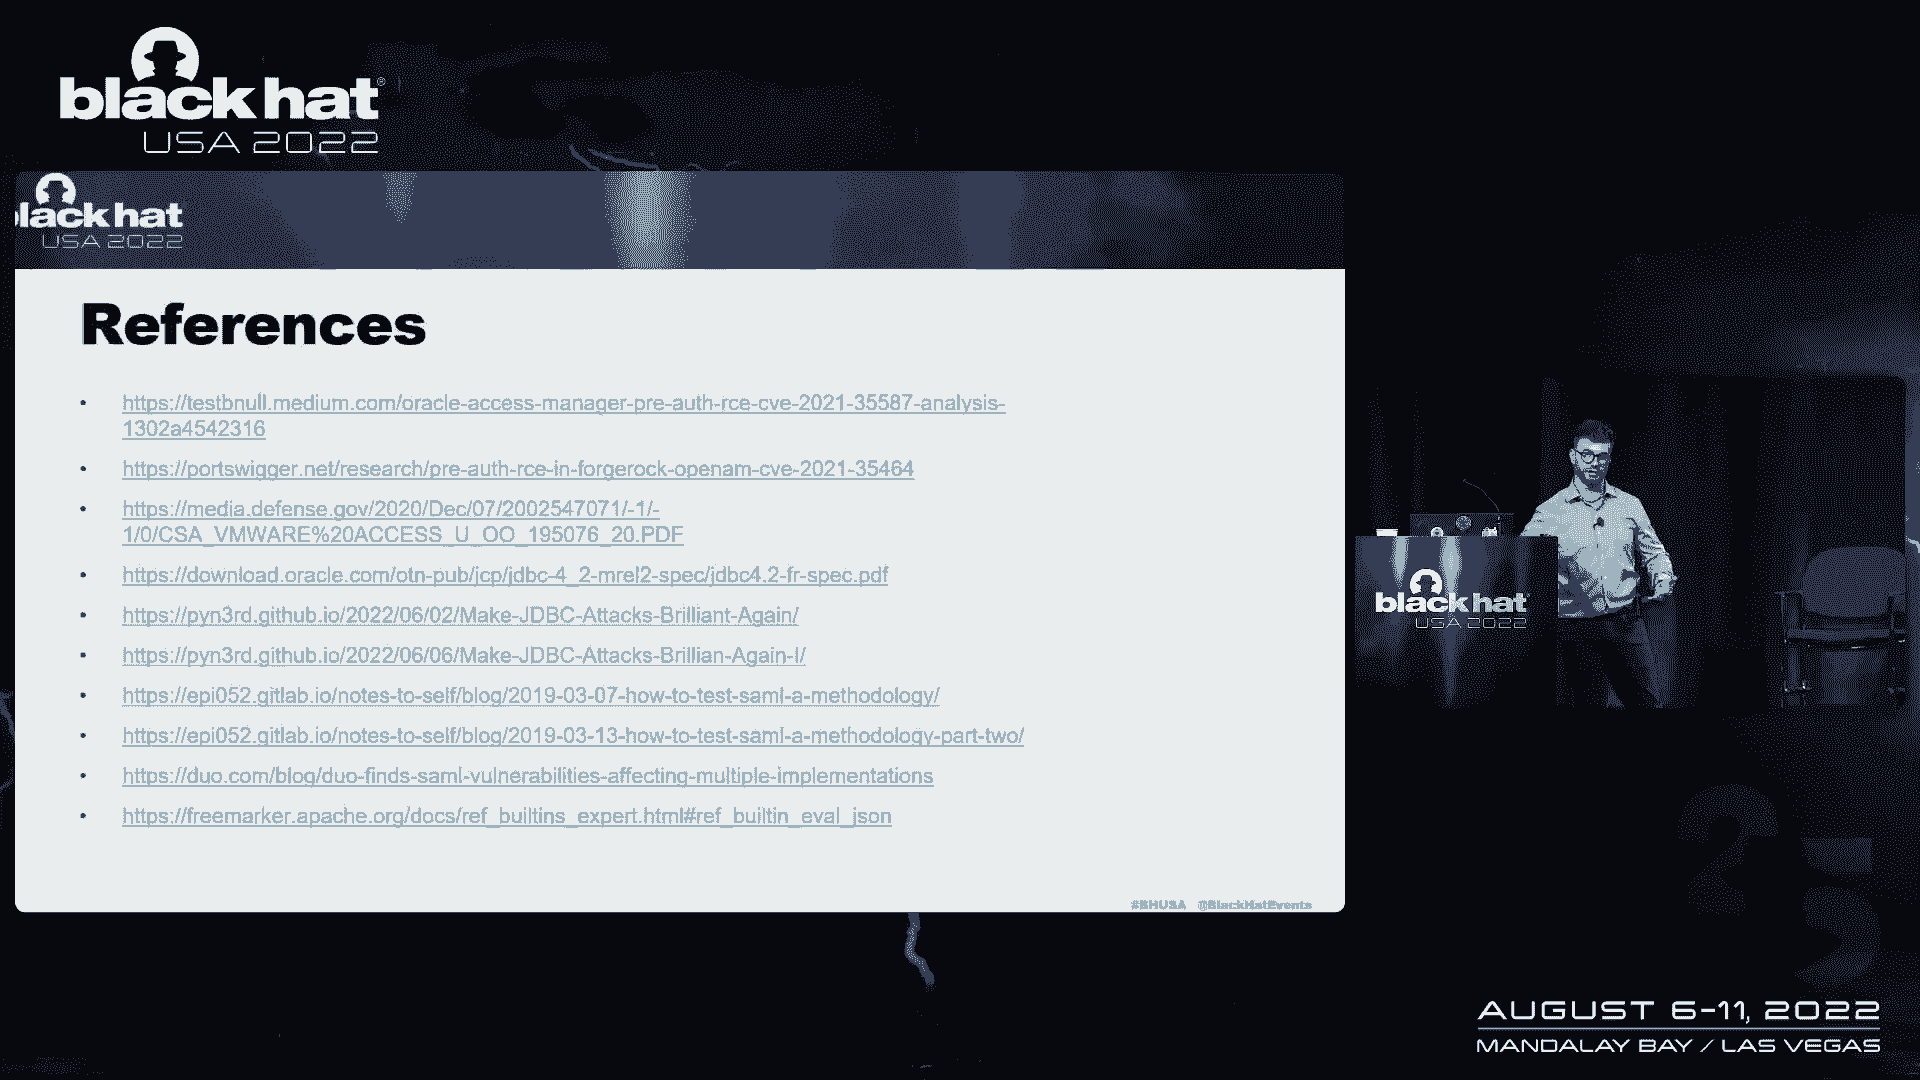 black hat®
USA 2022
black hat
USA 2022
References
• https://testbnull.medium.com/oracle-access-manager-pre-auth-rce-cve-2021-35587-analysis-
1302a4542316
• https://portswigger.net/research/pre-auth-rce-in-forgerock-openam-cve-2021-35464
• https://media.defense.gov/2020/Dec/07/2002547071/-1/-
1/0/CSA_VMWARE%20ACCESS_U_OO_195076_20.PDF
• https://download.oracle.com/otn-pub/jcp/jdbc-4_2-mrel2-spec/jdbc4.2-fr-spec.pdf
• https://pyn3rd.github.io/2022/06/02/Make-JDBC-Attacks-Brilliant-Again/
• https://pyn3rd.github.io/2022/06/06/Make-JDBC-Attacks-Brillian-Again-I/
• https://epi052.gitlab.io/notes-to-self/blog/2019-03-07-how-to-test-saml-a-methodology/
• https://epi052.gitlab.io/notes-to-self/blog/2019-03-13-how-to-test-saml-a-methodology-part-two/
• https://duo.com/blog/duo-finds-saml-vulnerabilities-affecting-multiple-implementations
• https://freemarker.apache.org/docs/ref_builtins_expert.html#ref_builtin_eval_json
#BHUSA @BlackHatEvents
black hat
USA 2022
25
AUGUST 6-11, 2022
MANDALAY BAY / LAS VEGAS